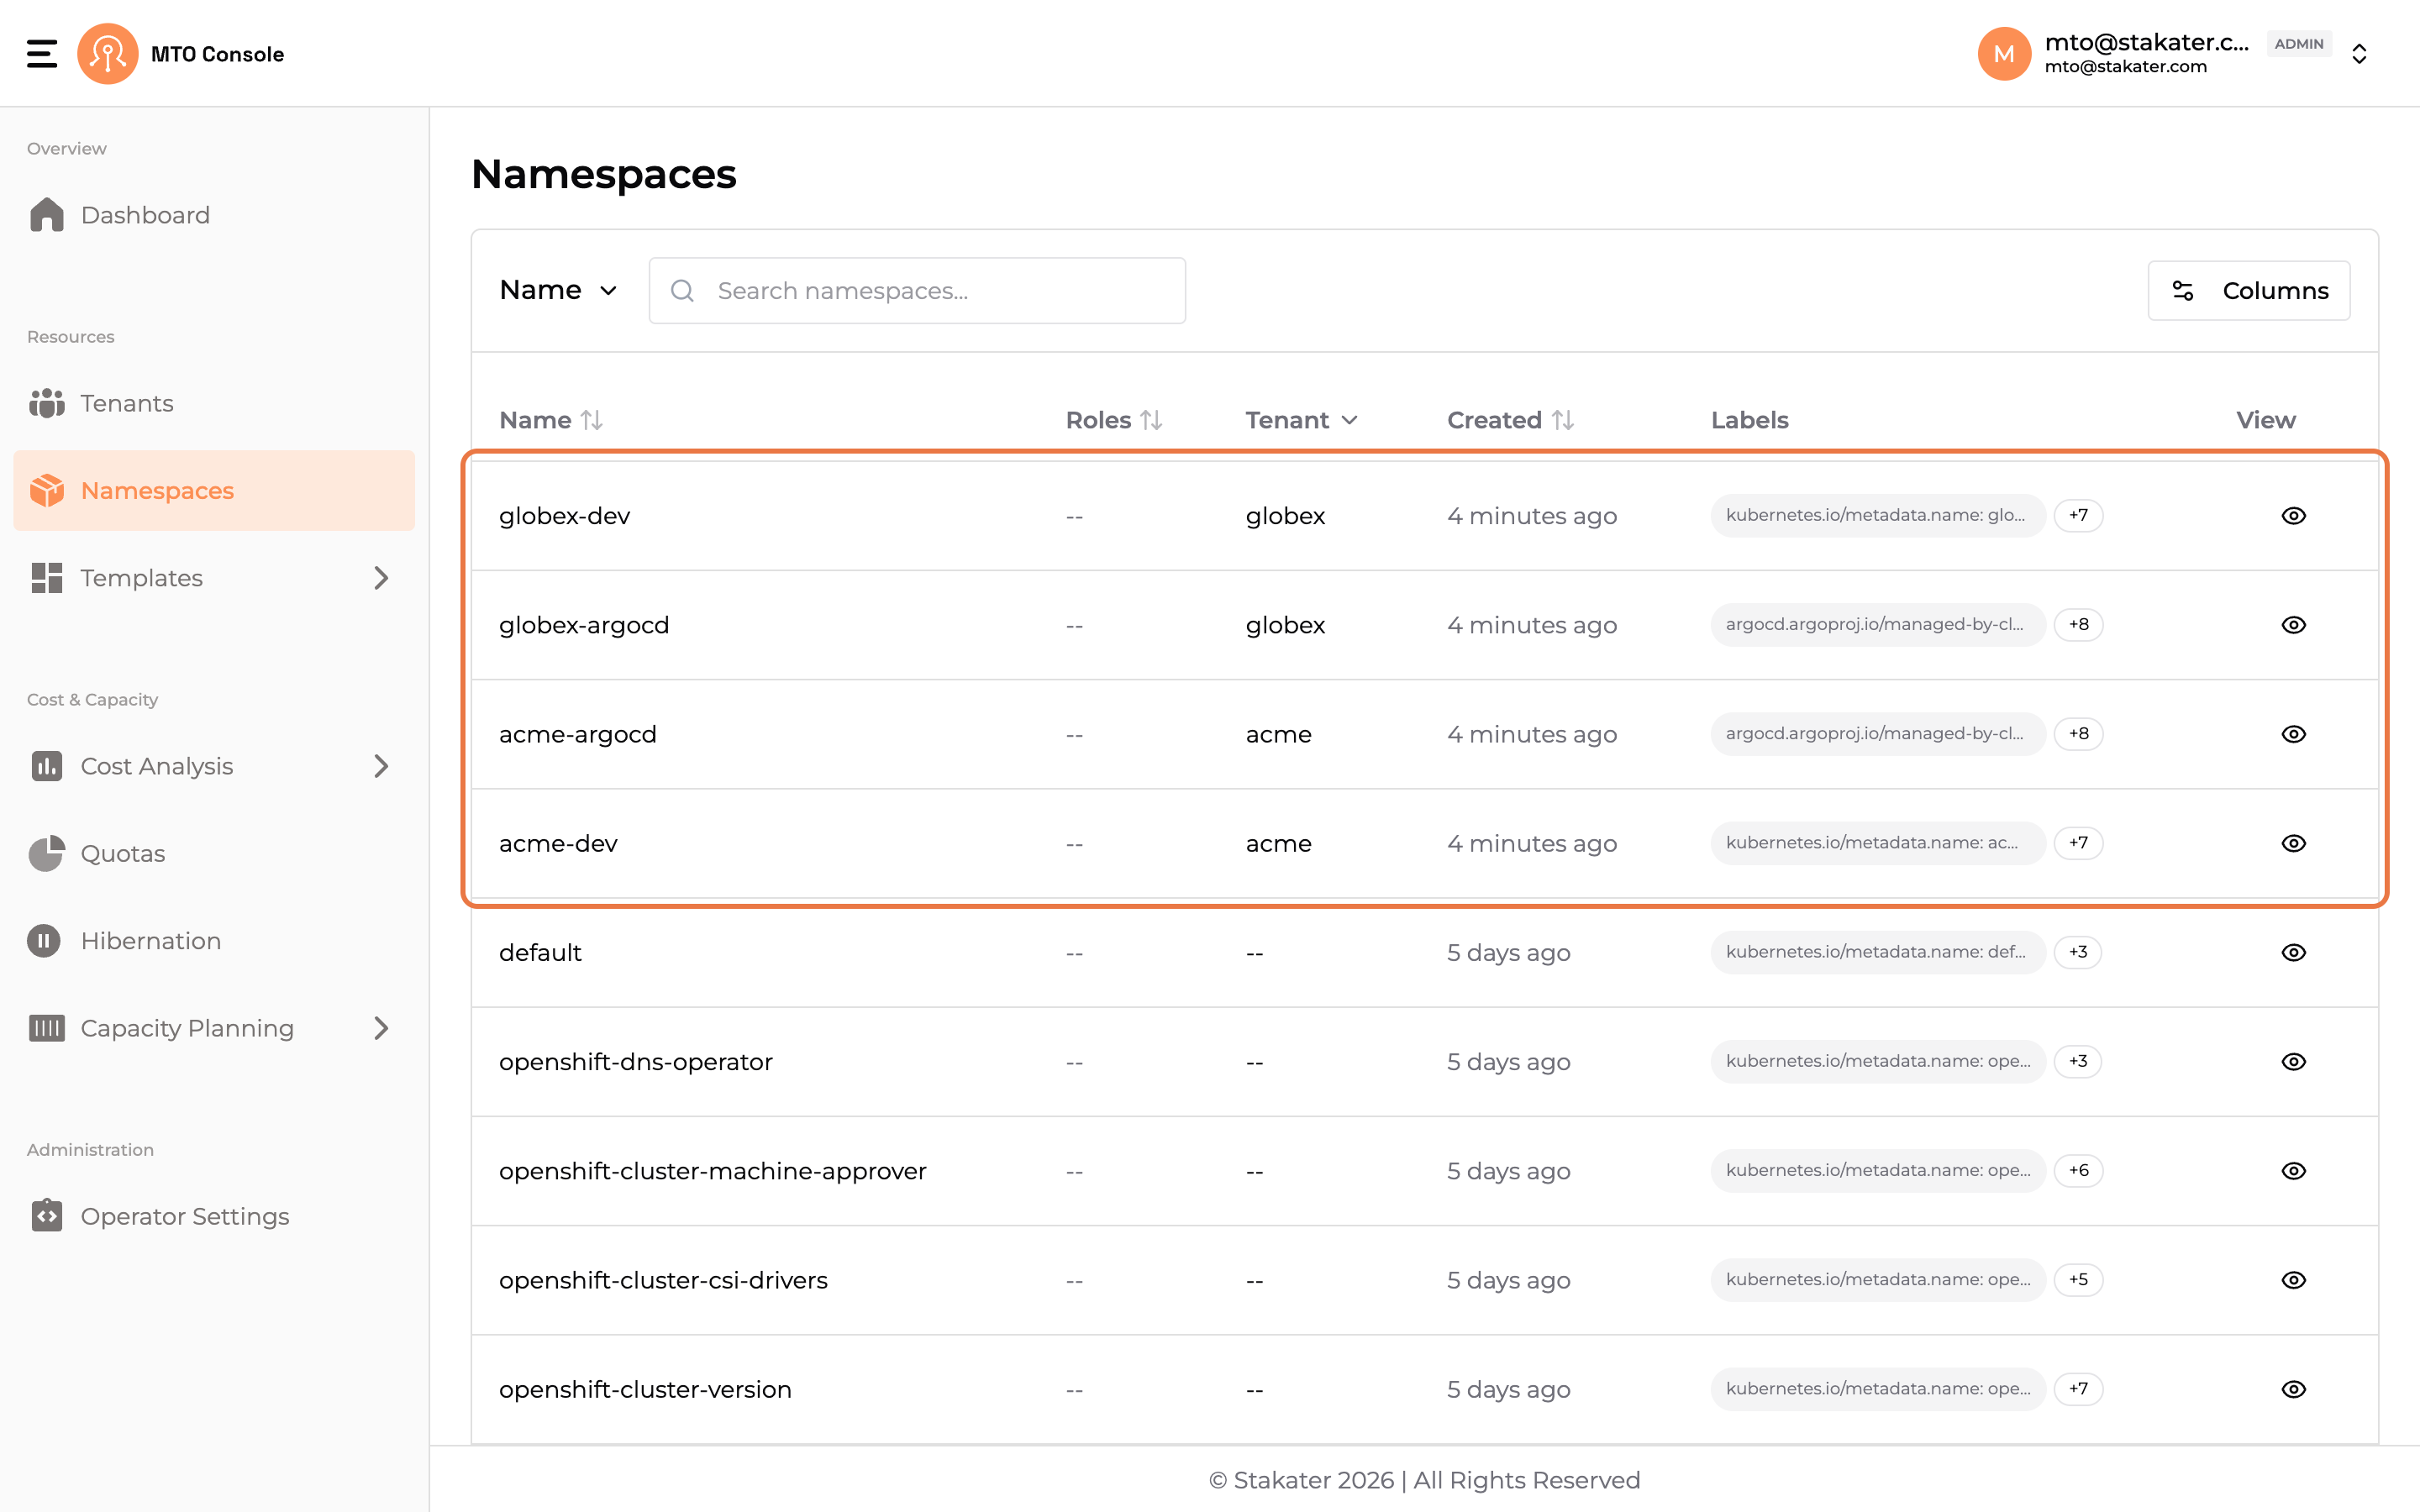 MTO Console
M
mto@stakater.c...
ADMIN
mto@stakater.com
Overview
Dashboard
Resources
Tenants
Namespaces
Templates
Cost & Capacity
Cost Analysis
Quotas
Hibernation
Capacity Planning
Administration
Operator Settings
Namespaces
Name
Search namespaces...
Columns
Name Roles Tenant Created Labels View
globex-dev -- globex 4 minutes ago kubernetes.io/metadata.name: glo... +7
globex-argocd -- globex 4 minutes ago argocd.argoproj.io/managed-by-cl... +8
acme-argocd -- acme 4 minutes ago argocd.argoproj.io/managed-by-cl... +8
acme-dev -- acme 4 minutes ago kubernetes.io/metadata.name: ac... +7
default -- -- 5 days ago kubernetes.io/metadata.name: def... +3
openshift-dns-operator -- -- 5 days ago kubernetes.io/metadata.name: ope... +3
openshift-cluster-machine-approver -- -- 5 days ago kubernetes.io/metadata.name: ope... +6
openshift-cluster-csi-drivers -- -- 5 days ago kubernetes.io/metadata.name: ope... +5
openshift-cluster-version -- -- 5 days ago kubernetes.io/metadata.name: ope... +7
© Stakater 2026 | All Rights Reserved